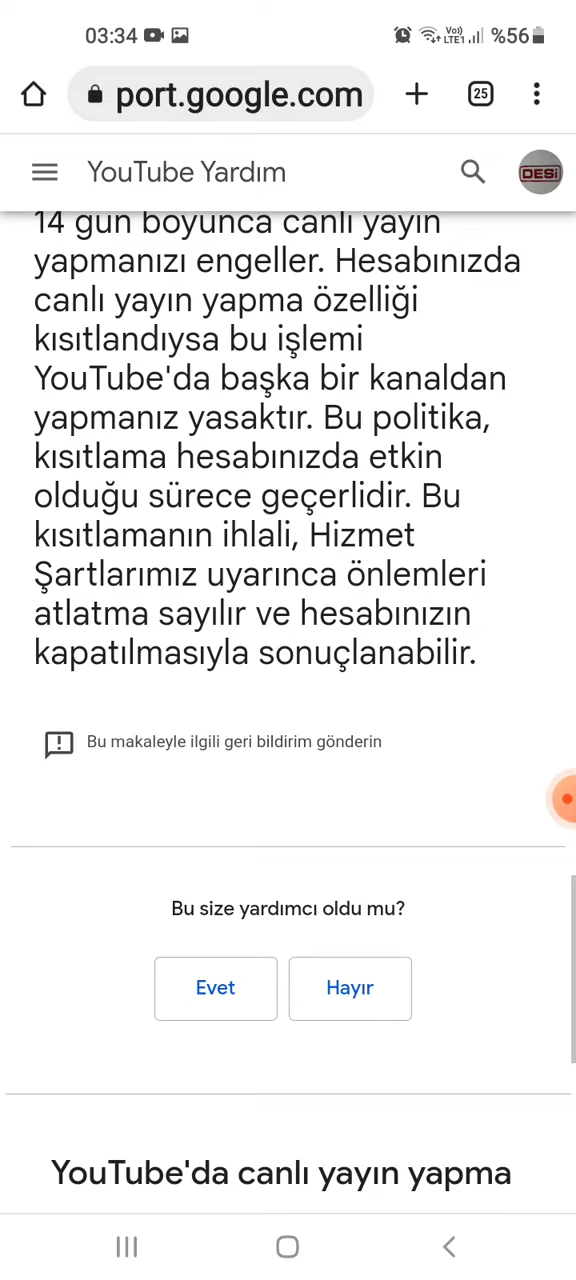 03:34
Vo))
LTE1
%56
port.google.com
25
YouTube Yardım
DESi
14 gün boyunca canlı yayın
yapmanızı engeller. Hesabınızda
canlı yayın yapma özelliği
kısıtlandıysa bu işlemi
YouTube'da başka bir kanaldan
yapmanız yasaktır. Bu politika,
kısıtlama hesabınızda etkin
olduğu sürece geçerlidir. Bu
kısıtlamanın ihlali, Hizmet
Şartlarımız uyarınca önlemleri
atlatma sayılır ve hesabınızın
kapatılmasıyla sonuçlanabilir.
Bu makaleyle ilgili geri bildirim gönderin
Bu size yardımcı oldu mu?
Evet
Hayır
YouTube'da canlı yayın yapma